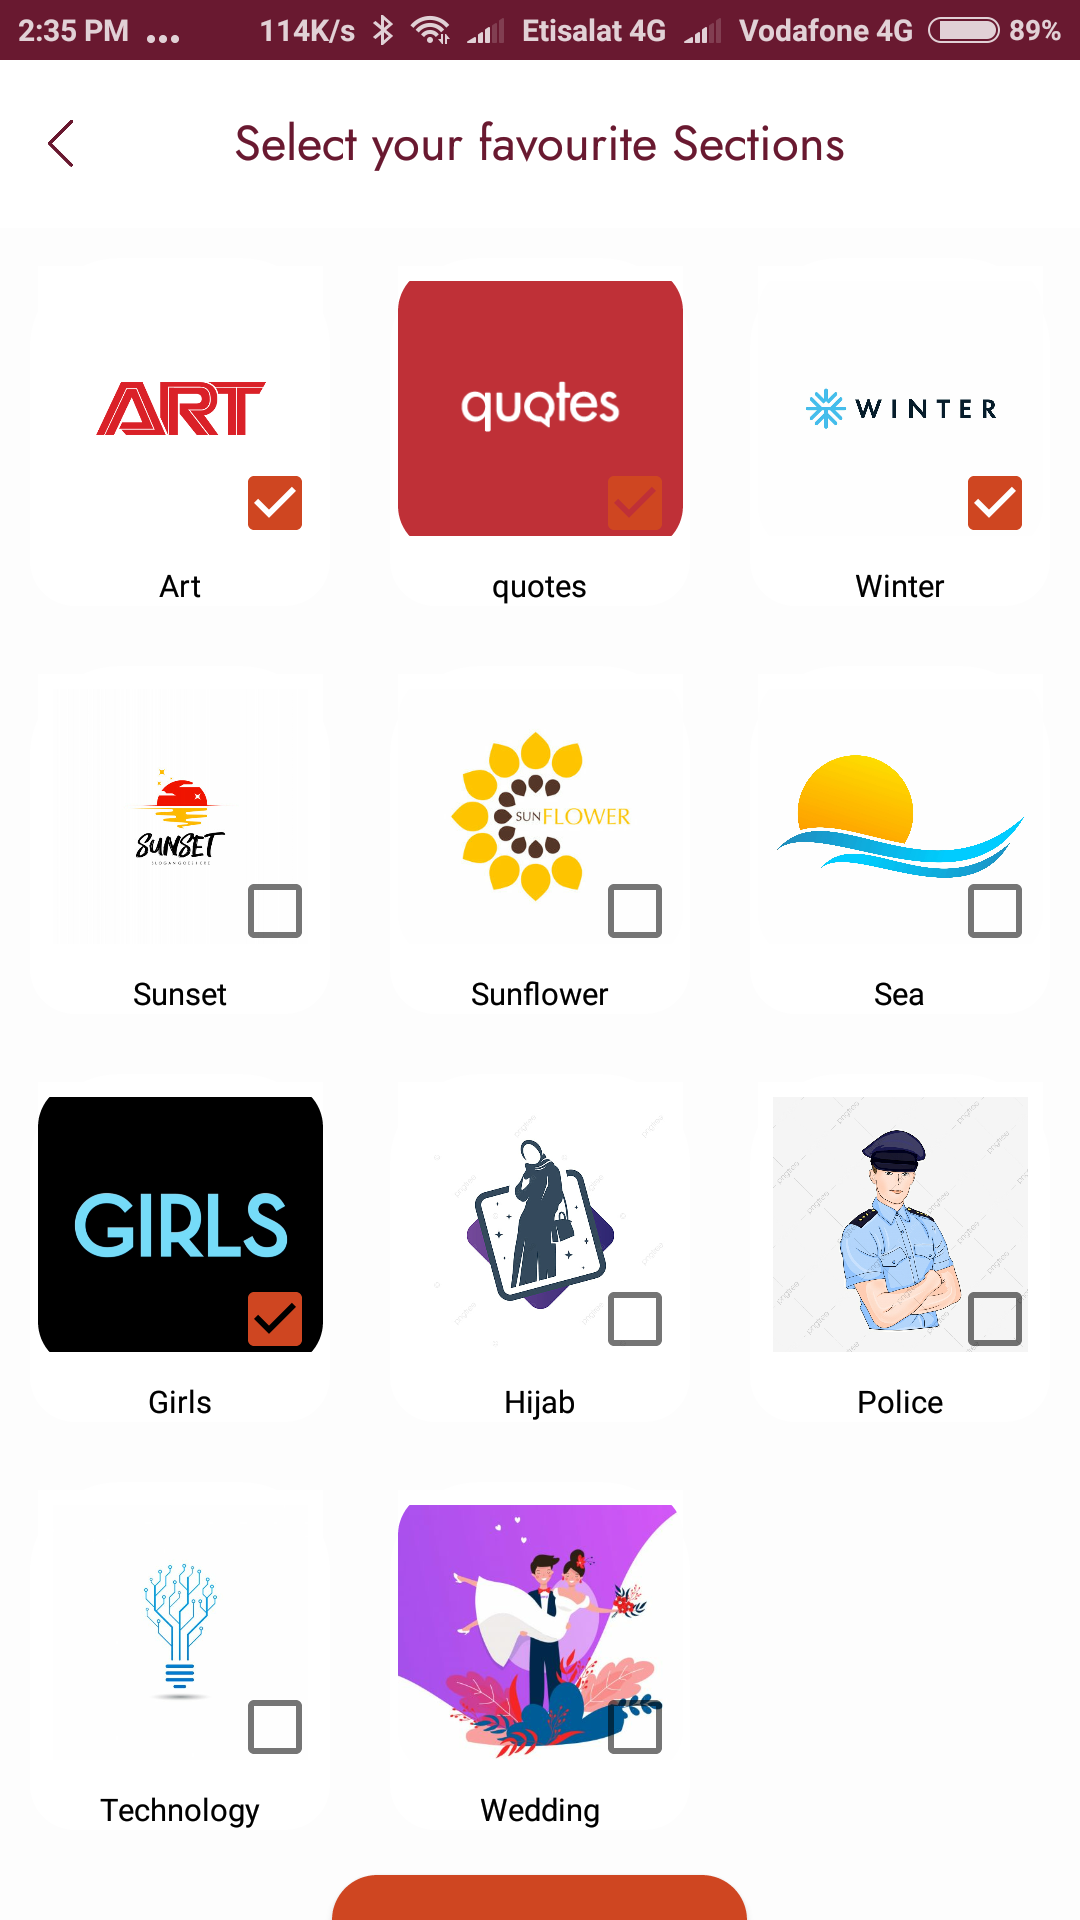 2:35 PM ... 114K/s Etisalat 4G Vodafone 4G 89%
Select your favourite Sections
ART
quotes
WINTER
Art
quotes
Winter
SUNSET
SUNFLOWER
Sunset
Sunflower
Sea
GIRLS
Girls
Hijab
Police
Technology
Wedding